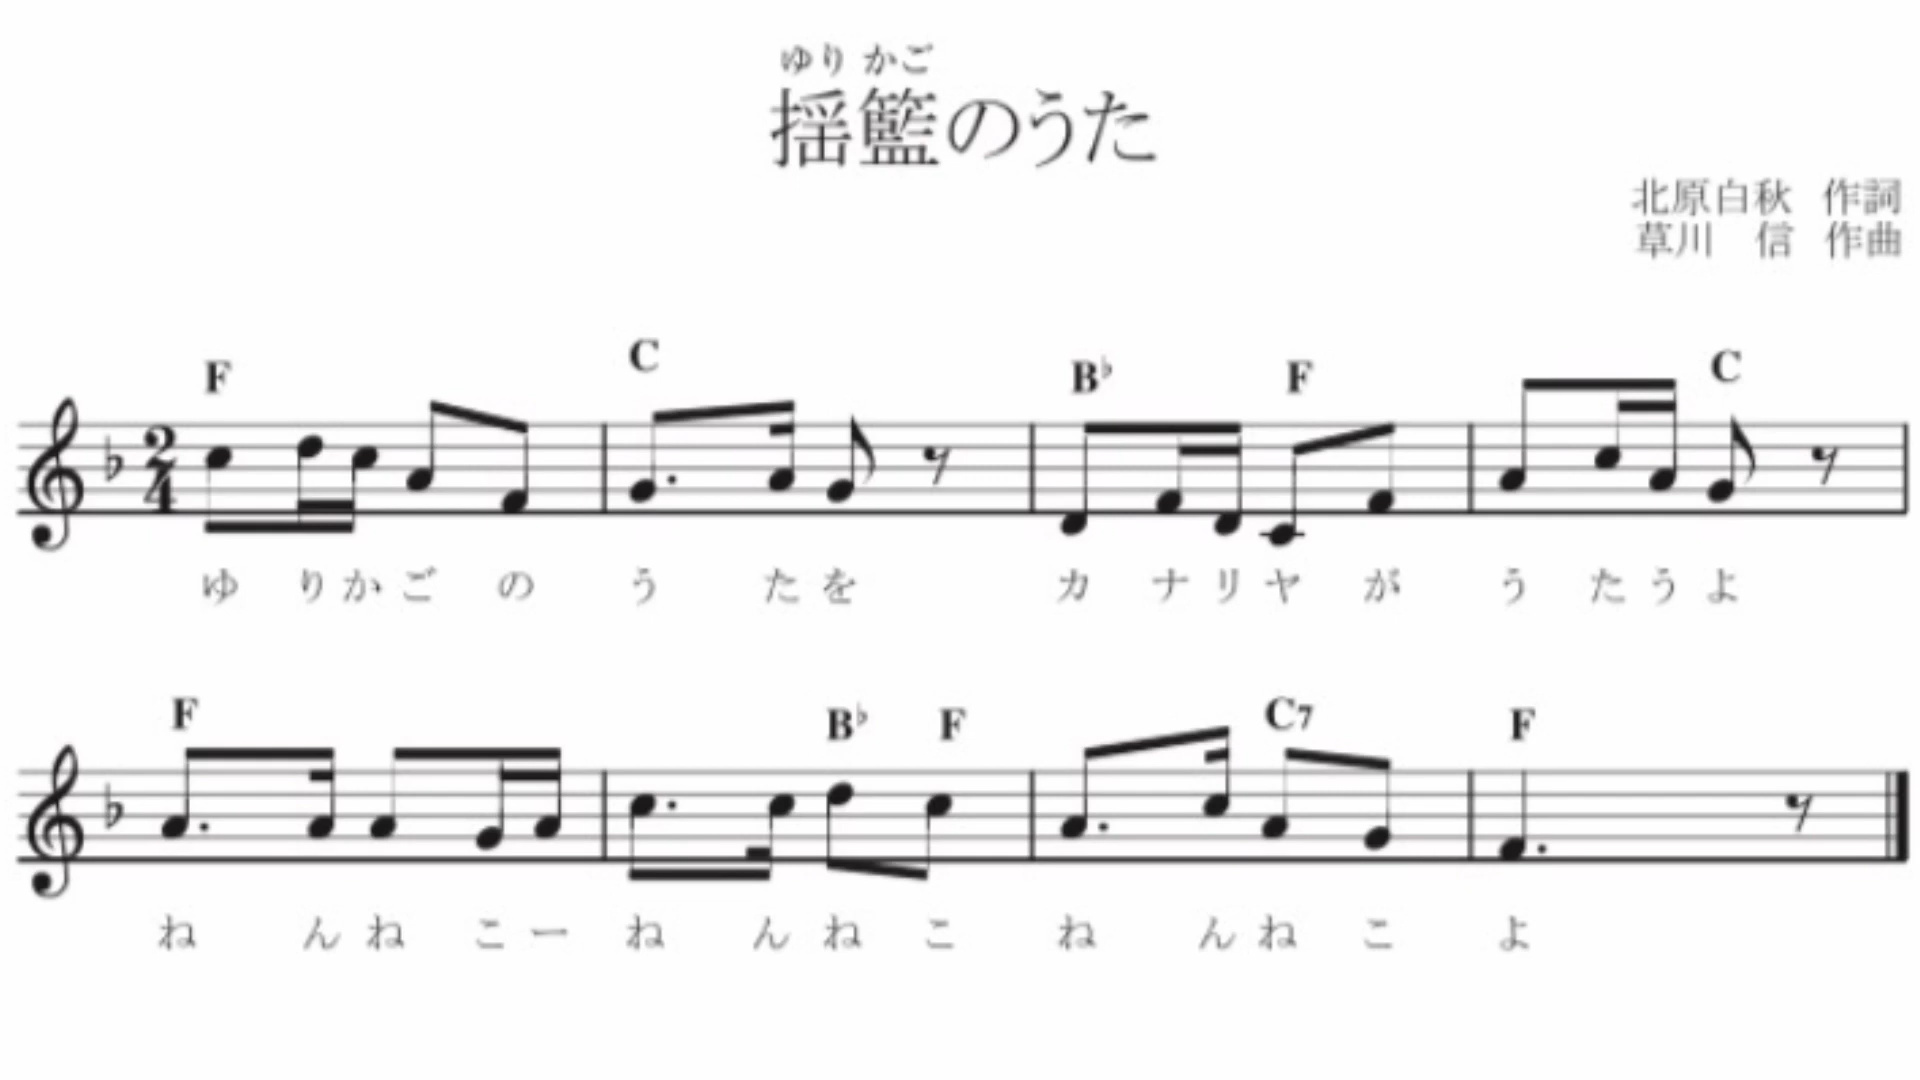 ゆり かご
揺籃のうた
北原白秋 作詞
草川 信 作曲
F C B♭ F C
2
4
ゆ りかご の う たを カ ナリヤ が う たうよ
F B♭ F C7 F
ね んね こー ね んね こ ね んね こ よ